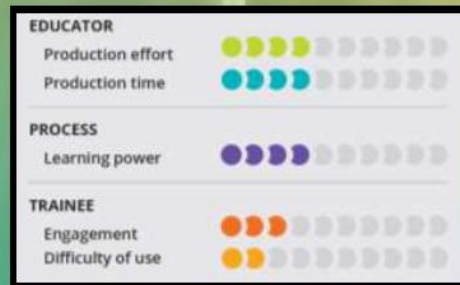 EDUCATOR
Production effort
Production time
PROCESS
Learning power
TRAINEE
Engagement
Difficulty of use